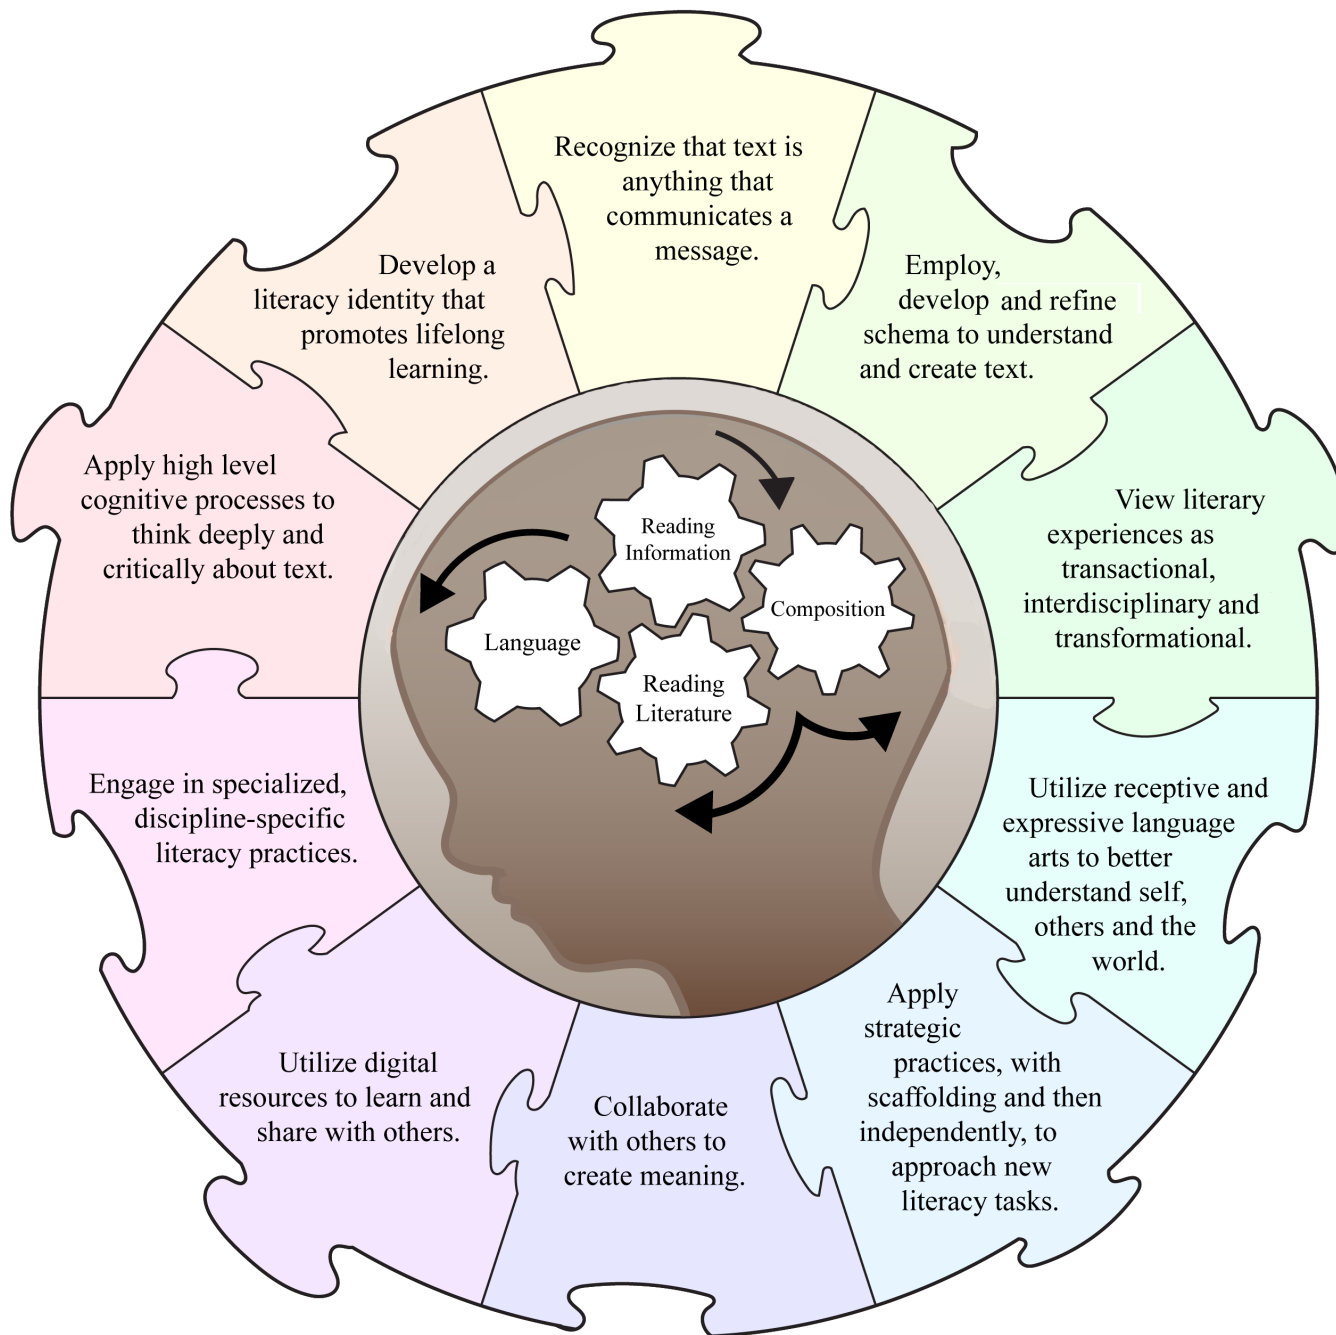 Recognize that text is
anything that
communicates a
message.
Employ,
develop and refine
schema to understand
and create text.
View literary
experiences as
transactional,
interdisciplinary and
transformational.
Utilize receptive and
expressive language
arts to better
understand self,
others and the
world.
Apply
strategic
practices, with
scaffolding and then
independently, to
approach new
literacy tasks.
Collaborate
with others to
create meaning.
Utilize digital
resources to learn and
share with others.
Engage in specialized,
discipline-specific
literacy practices.
Apply high level
cognitive processes to
think deeply and
critically about text.
Develop a
literacy identity that
promotes lifelong
learning.
Reading
Information
Composition
Language
Reading
Literature